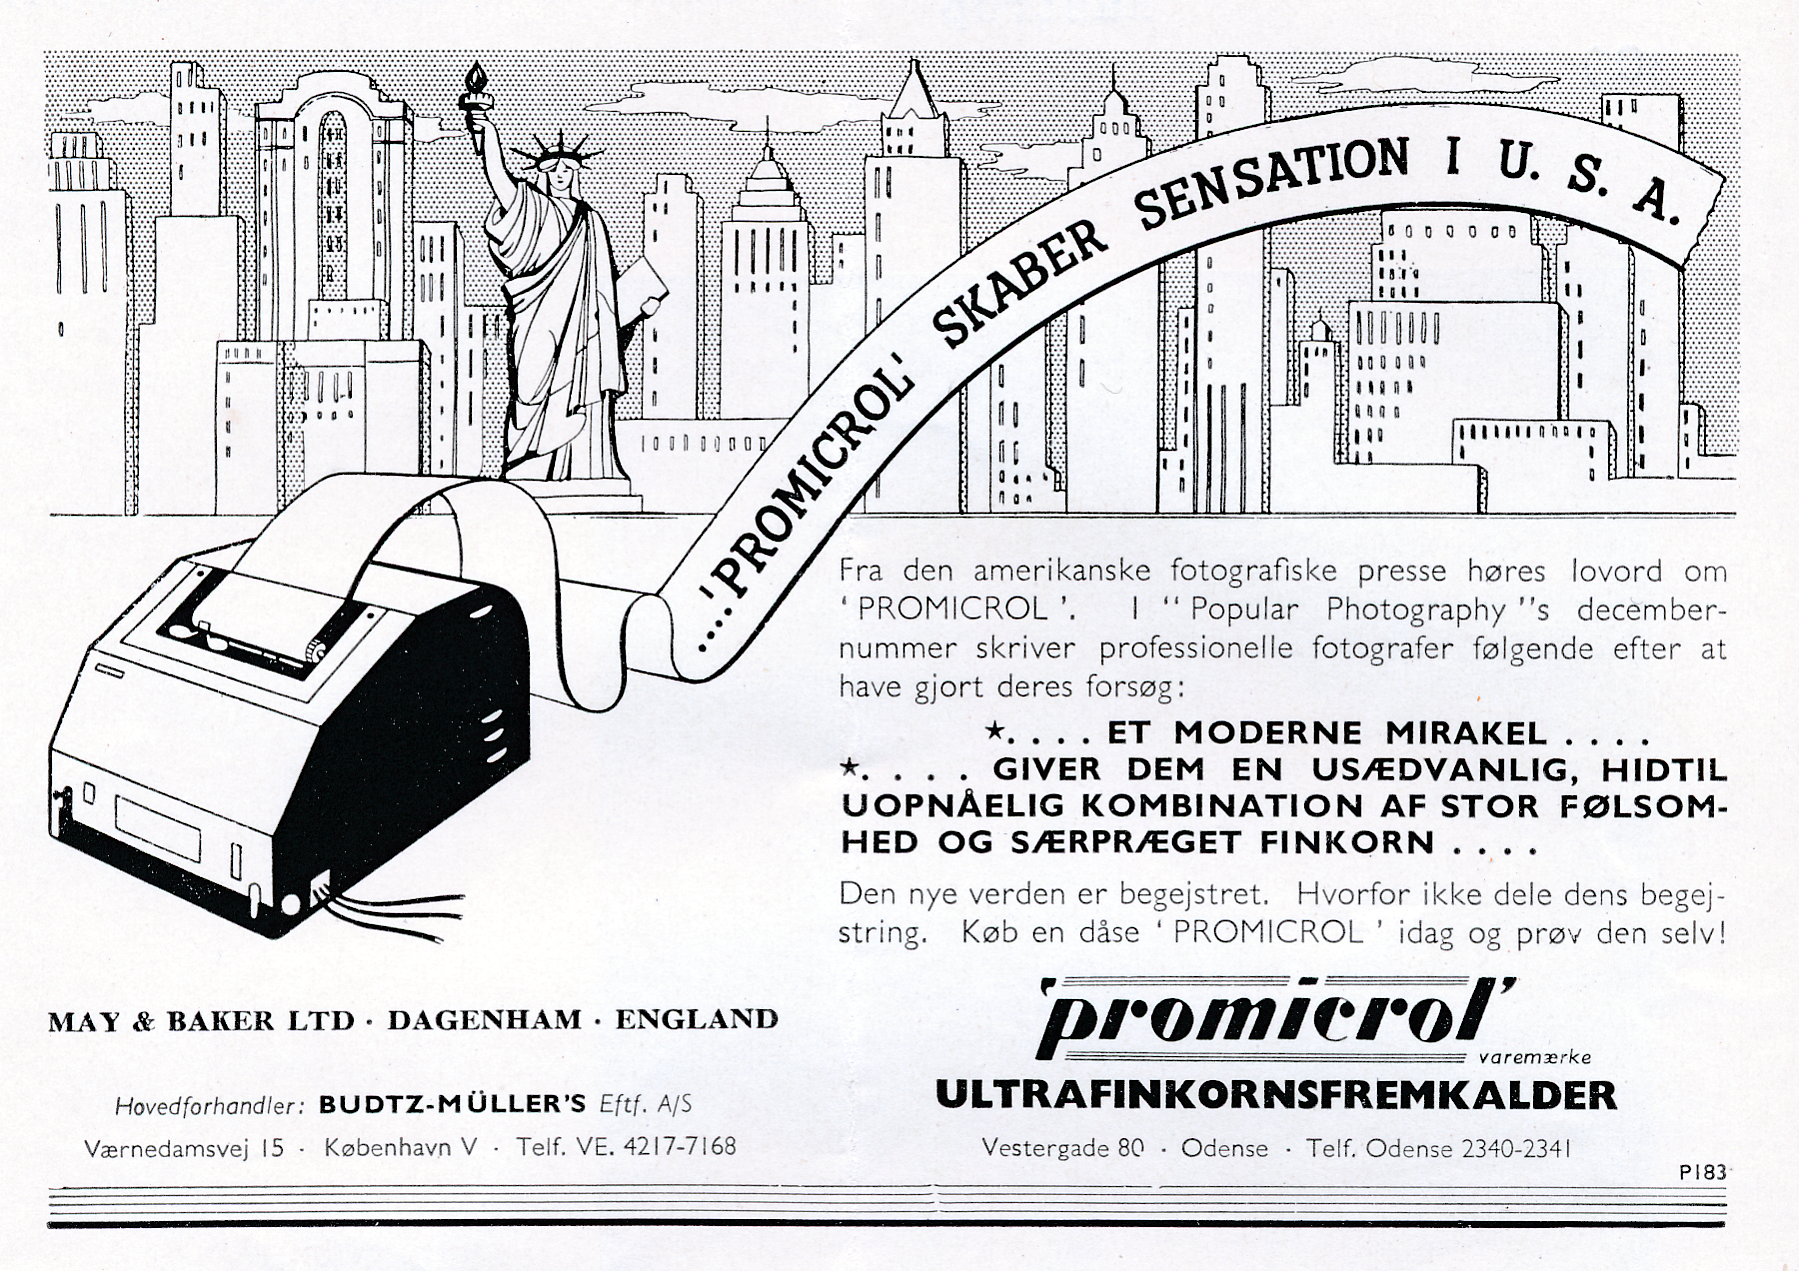 ....'PROMICROL' SKABER SENSATION I U. S. A.
Fra den amerikanske fotografiske presse høres lovord om
' PROMICROL '. I " Popular Photography "s december-
nummer skriver professionelle fotografer følgende efter at
have gjort deres forsøg:
★. . . . ET MODERNE MIRAKEL . . . .
★. . . . GIVER DEM EN USÆDVANLIG, HIDTIL
UOPNÅELIG KOMBINATION AF STOR FØLSOM-
HED OG SÆRPRÆGET FINKORN . . . .
Den nye verden er begejstret. Hvorfor ikke dele dens begej-
string. Køb en dåse ' PROMICROL ' idag og prøv den selv!
'promicrol'
varemærke
ULTRAFINKORNSFREMKALDER
MAY & BAKER LTD · DAGENHAM · ENGLAND
Hovedforhandler: BUDTZ-MÜLLER'S Eftf. A/S
Værnedamsvej 15 · København V · Telf. VE. 4217-7168
Vestergade 80 · Odense · Telf. Odense 2340-2341
P183